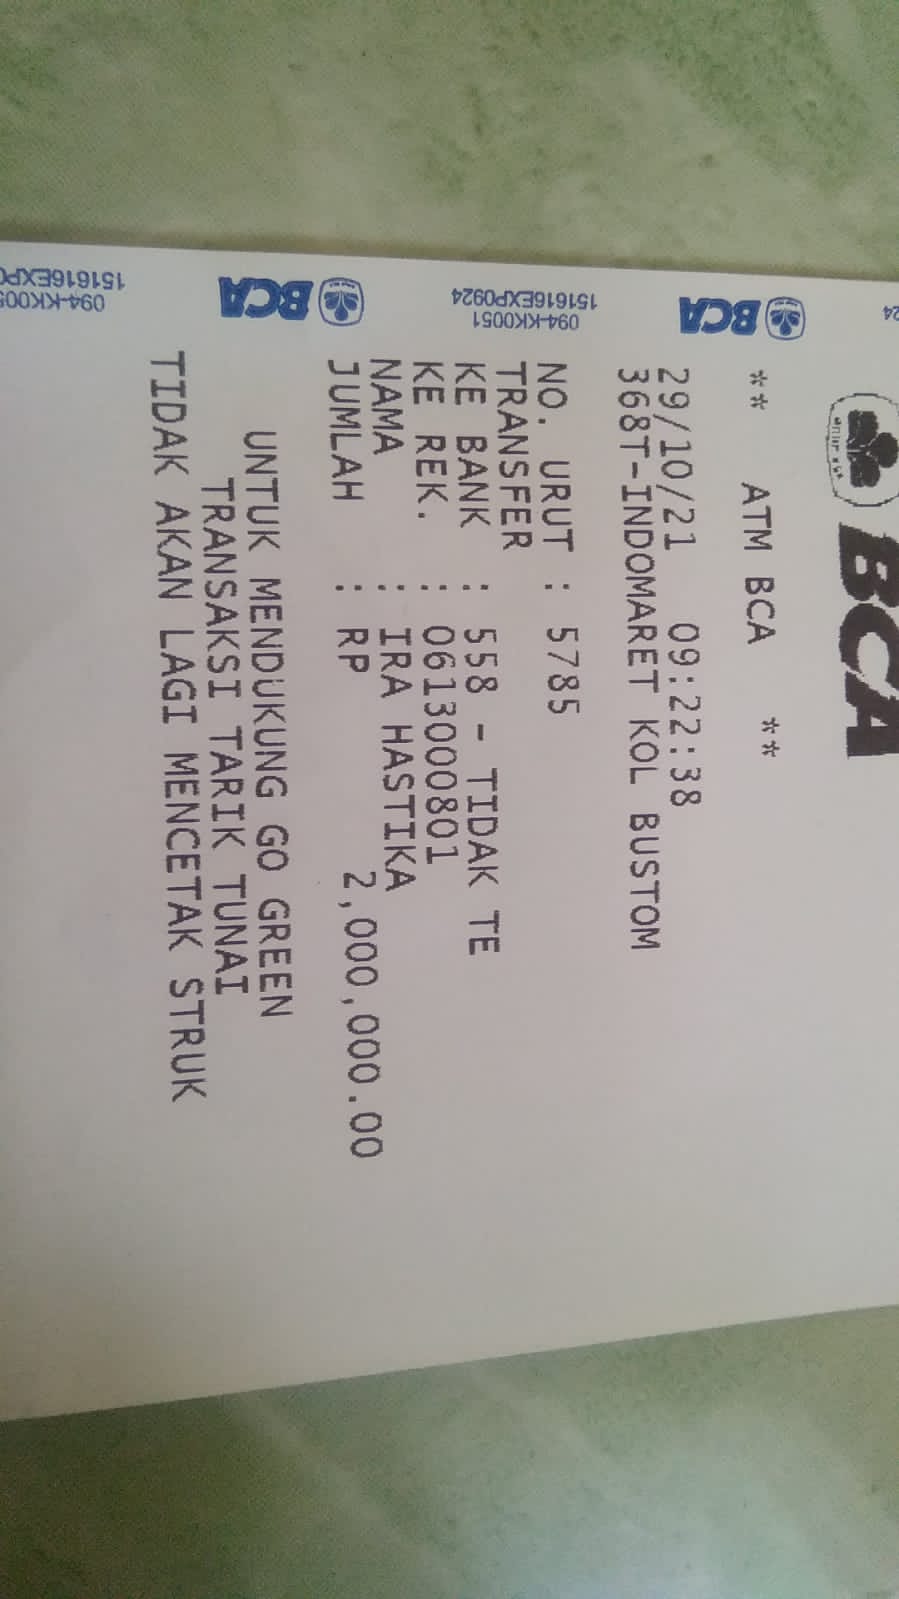 BCA
** ATM BCA **
29/10/21 09:22:38
368T-INDOMARET KOL BUSTOM
NO. URUT : 5785
TRANSFER
KE BANK : 558 - TIDAK TE
KE REK. : 0613000801
NAMA : IRA HASTIKA
JUMLAH : RP 2,000,000.00
UNTUK MENDUKUNG GO GREEN
TRANSAKSI TARIK TUNAI
TIDAK AKAN LAGI MENCETAK STRUK
BCA
094-KK0051
151616EXP0924
BCA
151616EXP